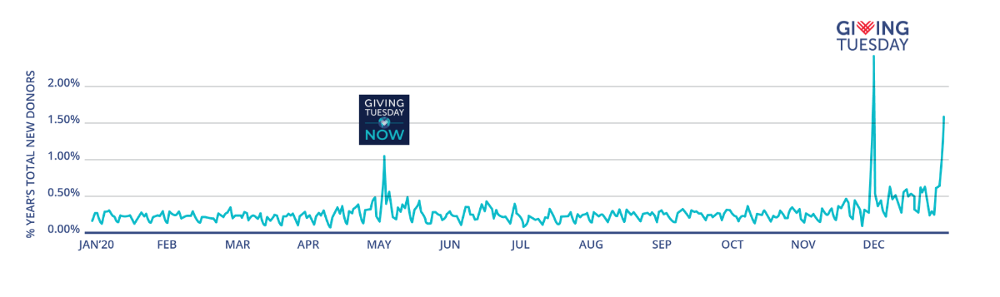 GIVING
TUESDAY
% YEAR'S TOTAL NEW DONORS
2.00%
1.50%
1.00%
0.50%
0.00%
GIVING
TUESDAY
NOW
JAN'20 FEB MAR APR MAY JUN JUL AUG SEP OCT NOV DEC